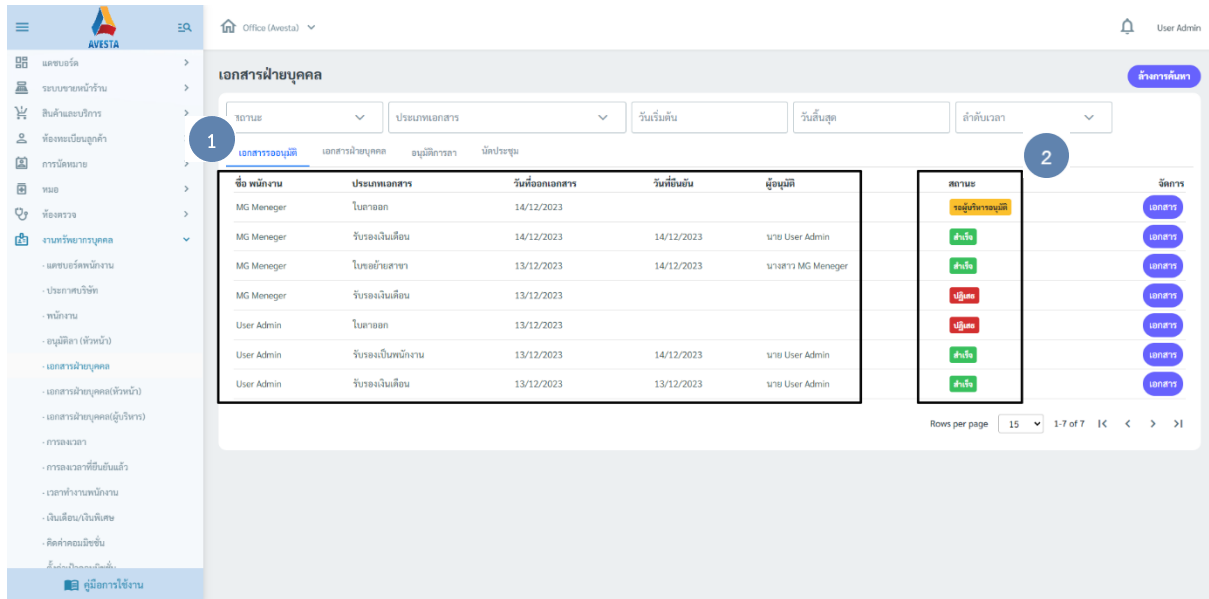 AVESTA
Office (Avesta)
User Admin
แดชบอร์ด
ระบบขายหน้าร้าน
สินค้าและบริการ
ห้องทะเบียนลูกค้า
การนัดหมาย
หมอ
ห้องตรวจ
งานทรัพยากรบุคคล
- แดชบอร์ดพนักงาน
- ประกาศบริษัท
- พนักงาน
- อนุมัติลา (หัวหน้า)
- เอกสารฝ่ายบุคคล
- เอกสารฝ่ายบุคคล(หัวหน้า)
- เอกสารฝ่ายบุคคล(ผู้บริหาร)
- การลงเวลา
- การลงเวลาที่ยืนยันแล้ว
- เวลาทำงานพนักงาน
- เงินเดือน/เงินพิเศษ
- คิดค่าคอมมิชชั่น
คู่มือการใช้งาน
เอกสารฝ่ายบุคคล
ล้างการค้นหา
สถานะ ประเภทเอกสาร วันเริ่มต้น วันสิ้นสุด ลำดับเวลา
1
เอกสารรออนุมัติ เอกสารฝ่ายบุคคล อนุมัติการลา นัดประชุม
2
ชื่อ พนักงาน ประเภทเอกสาร วันที่ออกเอกสาร วันที่ยืนยัน ผู้อนุมัติ สถานะ จัดการ
MG Meneger ใบลาออก 14/12/2023 รอผู้บริหารอนุมัติ เอกสาร
MG Meneger รับรองเงินเดือน 14/12/2023 14/12/2023 นาย User Admin สำเร็จ เอกสาร
MG Meneger ใบขอย้ายสาขา 13/12/2023 14/12/2023 นางสาว MG Meneger สำเร็จ เอกสาร
MG Meneger รับรองเงินเดือน 13/12/2023 ปฏิเสธ เอกสาร
User Admin ใบลาออก 13/12/2023 ปฏิเสธ เอกสาร
User Admin รับรองเป็นพนักงาน 13/12/2023 14/12/2023 นาย User Admin สำเร็จ เอกสาร
User Admin รับรองเงินเดือน 13/12/2023 13/12/2023 นาย User Admin สำเร็จ เอกสาร
Rows per page 15 1-7 of 7